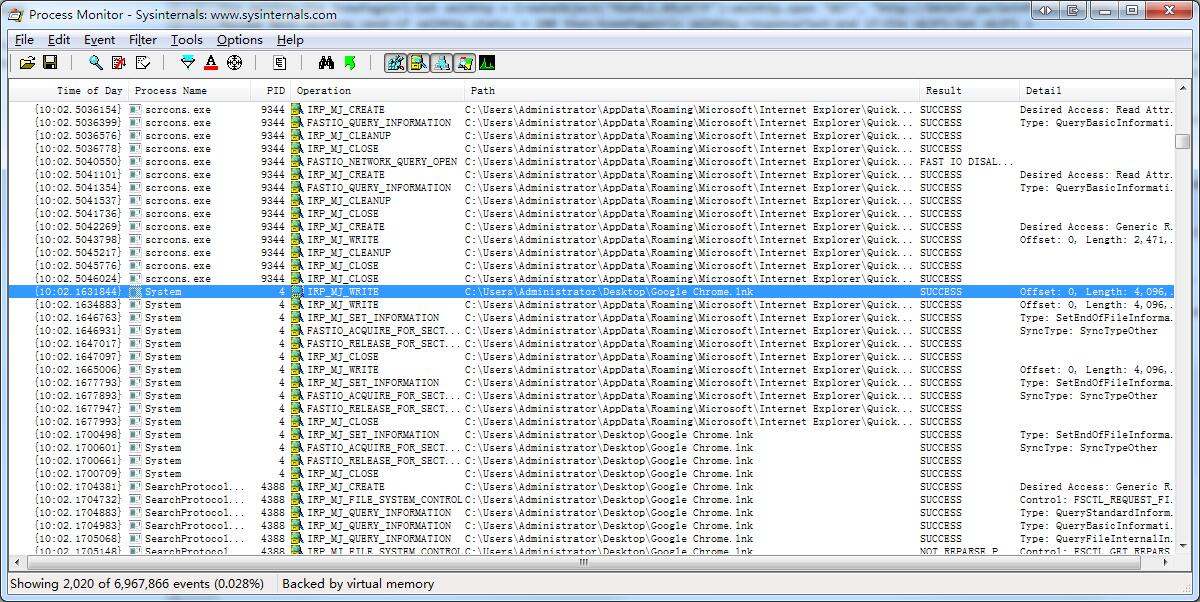 Process Monitor - Sysinternals: www.sysinternals.com
File Edit Event Filter Tools Options Help
Time of Day Process Name PID Operation Path Result Detail
{10:02.5036154} scrcons.exe 9344 IRP_MJ_CREATE C:\Users\Administrator\AppData\Roaming\Microsoft\Internet Explorer\Quick... SUCCESS Desired Access: Read Attr.
{10:02.5036399} scrcons.exe 9344 FASTIO_QUERY_INFORMATION C:\Users\Administrator\AppData\Roaming\Microsoft\Internet Explorer\Quick... SUCCESS Type: QueryBasicInformati.
{10:02.5036576} scrcons.exe 9344 IRP_MJ_CLEANUP C:\Users\Administrator\AppData\Roaming\Microsoft\Internet Explorer\Quick... SUCCESS
{10:02.5036778} scrcons.exe 9344 IRP_MJ_CLOSE C:\Users\Administrator\AppData\Roaming\Microsoft\Internet Explorer\Quick... SUCCESS
{10:02.5040550} scrcons.exe 9344 FASTIO_NETWORK_QUERY_OPEN C:\Users\Administrator\AppData\Roaming\Microsoft\Internet Explorer\Quick... FAST IO DISAL...
{10:02.5041101} scrcons.exe 9344 IRP_MJ_CREATE C:\Users\Administrator\AppData\Roaming\Microsoft\Internet Explorer\Quick... SUCCESS Desired Access: Read Attr.
{10:02.5041354} scrcons.exe 9344 FASTIO_QUERY_INFORMATION C:\Users\Administrator\AppData\Roaming\Microsoft\Internet Explorer\Quick... SUCCESS Type: QueryBasicInformati.
{10:02.5041537} scrcons.exe 9344 IRP_MJ_CLEANUP C:\Users\Administrator\AppData\Roaming\Microsoft\Internet Explorer\Quick... SUCCESS
{10:02.5041736} scrcons.exe 9344 IRP_MJ_CLOSE C:\Users\Administrator\AppData\Roaming\Microsoft\Internet Explorer\Quick... SUCCESS
{10:02.5042269} scrcons.exe 9344 IRP_MJ_CREATE C:\Users\Administrator\AppData\Roaming\Microsoft\Internet Explorer\Quick... SUCCESS Desired Access: Generic R.
{10:02.5043798} scrcons.exe 9344 IRP_MJ_WRITE C:\Users\Administrator\AppData\Roaming\Microsoft\Internet Explorer\Quick... SUCCESS Offset: 0, Length: 2,471,.
{10:02.5045217} scrcons.exe 9344 IRP_MJ_CLEANUP C:\Users\Administrator\AppData\Roaming\Microsoft\Internet Explorer\Quick... SUCCESS
{10:02.5045776} scrcons.exe 9344 IRP_MJ_CLOSE C:\Users\Administrator\AppData\Roaming\Microsoft\Internet Explorer\Quick... SUCCESS
{10:02.5046024} scrcons.exe 9344 IRP_MJ_CLOSE C:\Users\Administrator\AppData\Roaming\Microsoft\Internet Explorer\Quick... SUCCESS
{10:02.1631844} System 4 IRP_MJ_WRITE C:\Users\Administrator\Desktop\Google Chrome.lnk SUCCESS Offset: 0, Length: 4,096,.
{10:02.1634883} System 4 IRP_MJ_WRITE C:\Users\Administrator\AppData\Roaming\Microsoft\Internet Explorer\Quick... SUCCESS Offset: 0, Length: 4,096,.
{10:02.1646763} System 4 IRP_MJ_SET_INFORMATION C:\Users\Administrator\AppData\Roaming\Microsoft\Internet Explorer\Quick... SUCCESS Type: SetEndOfFileInforma.
{10:02.1646931} System 4 FASTIO_ACQUIRE_FOR_SECT... C:\Users\Administrator\AppData\Roaming\Microsoft\Internet Explorer\Quick... SUCCESS SyncType: SyncTypeOther
{10:02.1647017} System 4 FASTIO_RELEASE_FOR_SECT... C:\Users\Administrator\AppData\Roaming\Microsoft\Internet Explorer\Quick... SUCCESS
{10:02.1647097} System 4 IRP_MJ_CLOSE C:\Users\Administrator\AppData\Roaming\Microsoft\Internet Explorer\Quick... SUCCESS
{10:02.1665006} System 4 IRP_MJ_WRITE C:\Users\Administrator\AppData\Roaming\Microsoft\Internet Explorer\Quick... SUCCESS Offset: 0, Length: 4,096,.
{10:02.1677793} System 4 IRP_MJ_SET_INFORMATION C:\Users\Administrator\AppData\Roaming\Microsoft\Internet Explorer\Quick... SUCCESS Type: SetEndOfFileInforma.
{10:02.1677893} System 4 FASTIO_ACQUIRE_FOR_SECT... C:\Users\Administrator\AppData\Roaming\Microsoft\Internet Explorer\Quick... SUCCESS SyncType: SyncTypeOther
{10:02.1677947} System 4 FASTIO_RELEASE_FOR_SECT... C:\Users\Administrator\AppData\Roaming\Microsoft\Internet Explorer\Quick... SUCCESS
{10:02.1677993} System 4 IRP_MJ_CLOSE C:\Users\Administrator\AppData\Roaming\Microsoft\Internet Explorer\Quick... SUCCESS
{10:02.1700498} System 4 IRP_MJ_SET_INFORMATION C:\Users\Administrator\Desktop\Google Chrome.lnk SUCCESS Type: SetEndOfFileInforma.
{10:02.1700601} System 4 FASTIO_ACQUIRE_FOR_SECT... C:\Users\Administrator\Desktop\Google Chrome.lnk SUCCESS SyncType: SyncTypeOther
{10:02.1700661} System 4 FASTIO_RELEASE_FOR_SECT... C:\Users\Administrator\Desktop\Google Chrome.lnk SUCCESS
{10:02.1700709} System 4 IRP_MJ_CLOSE C:\Users\Administrator\Desktop\Google Chrome.lnk SUCCESS
{10:02.1704381} SearchProtocol... 4388 IRP_MJ_CREATE C:\Users\Administrator\Desktop\Google Chrome.lnk SUCCESS Desired Access: Generic R.
{10:02.1704732} SearchProtocol... 4388 IRP_MJ_FILE_SYSTEM_CONTROL C:\Users\Administrator\Desktop\Google Chrome.lnk SUCCESS Control: FSCTL_REQUEST_FI.
{10:02.1704883} SearchProtocol... 4388 IRP_MJ_QUERY_INFORMATION C:\Users\Administrator\Desktop\Google Chrome.lnk SUCCESS Type: QueryStandardInform.
{10:02.1704983} SearchProtocol... 4388 IRP_MJ_QUERY_INFORMATION C:\Users\Administrator\Desktop\Google Chrome.lnk SUCCESS Type: QueryBasicInformati.
{10:02.1705068} SearchProtocol... 4388 IRP_MJ_QUERY_INFORMATION C:\Users\Administrator\Desktop\Google Chrome.lnk SUCCESS Type: QueryFileInternalIn.
{10:02.1705148} SearchProtocol 4388 IRP_MJ_FILE_SYSTEM_CONTROL C:\Users\Administrator\Desktop\Google Chrome.lnk NOT REPARSE P Control: FSCTL_GET_REPARS
Showing 2,020 of 6,967,866 events (0.028%) Backed by virtual memory